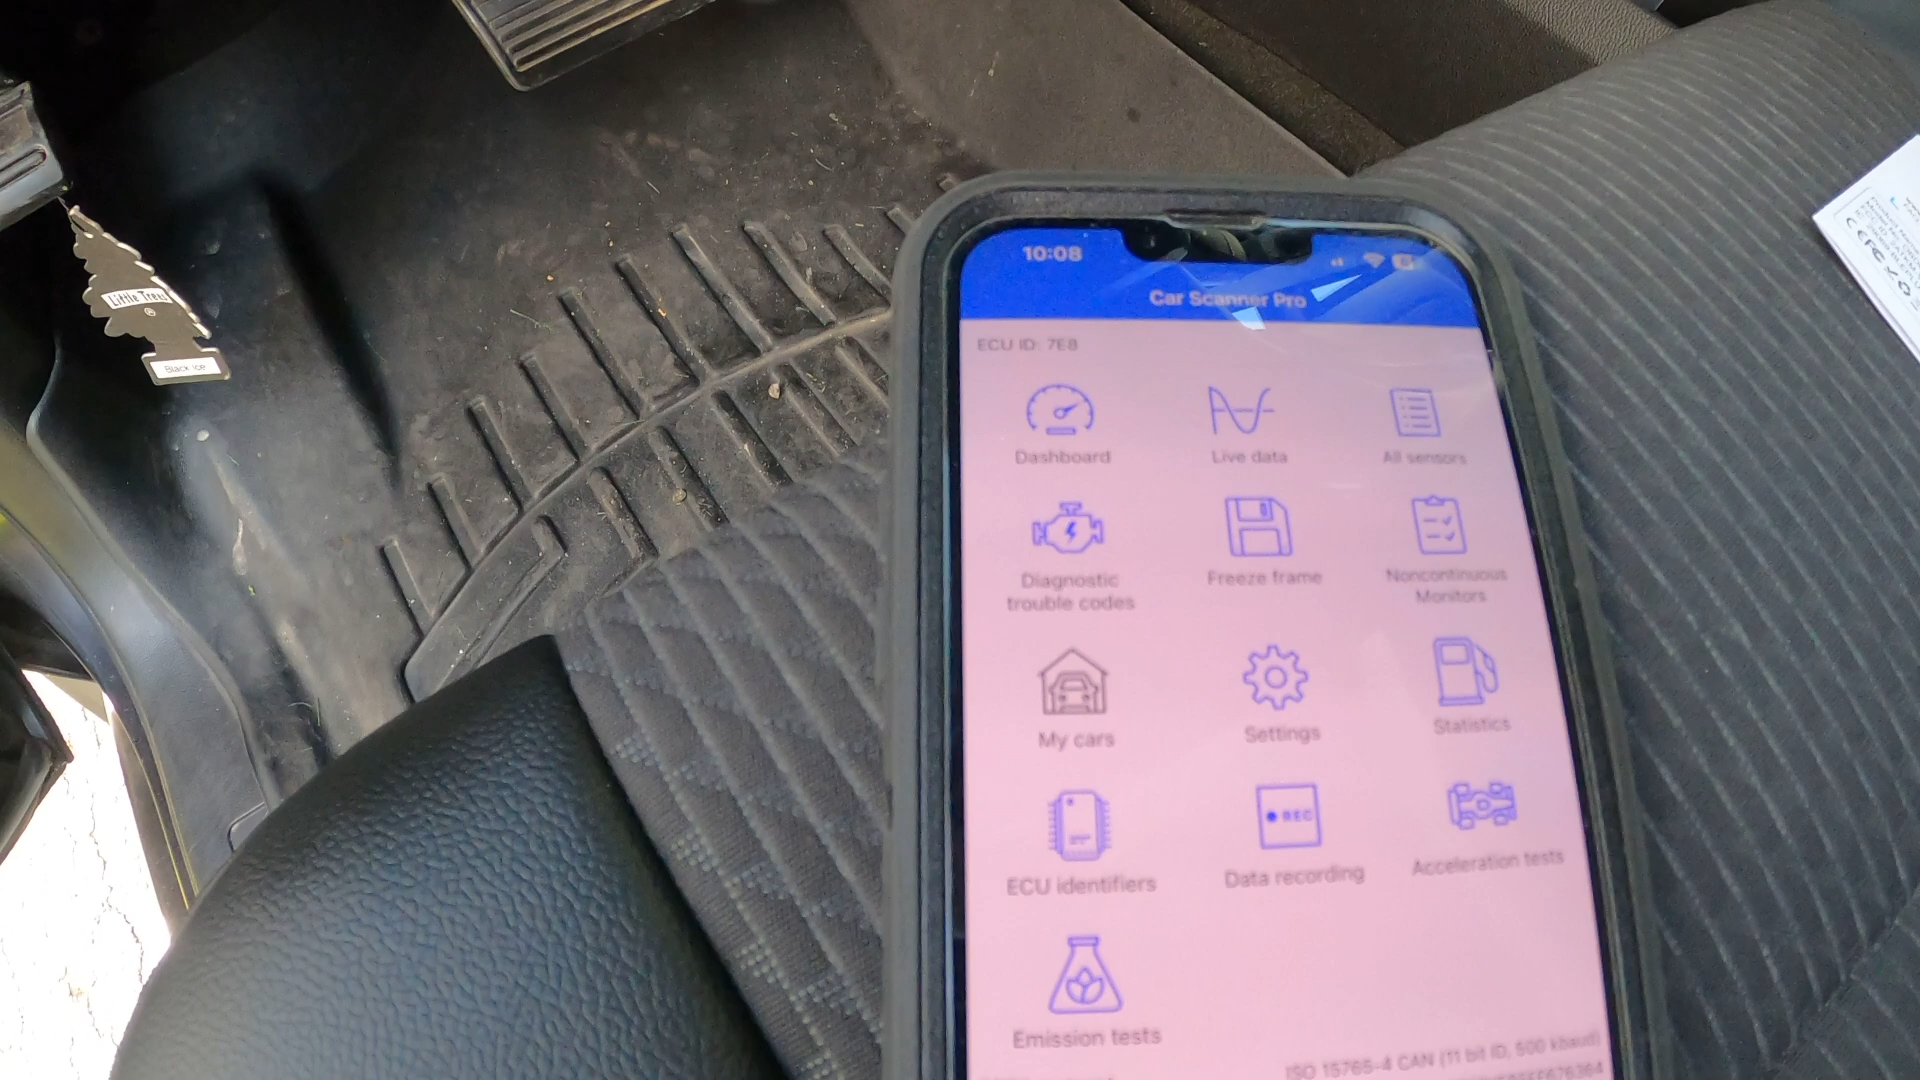 10:08
Car Scanner Pro
ECU ID: 7E8
Dashboard
Live data
All sensors
Diagnostic
trouble codes
Freeze frame
Noncontinuous
Monitors
My cars
Settings
Statistics
ECU identifiers
REC
Data recording
Acceleration tests
Emission tests
ISO 15765-4 CAN (11 bit ID, 500 kbaud)
Little Trees
®
Black Ice